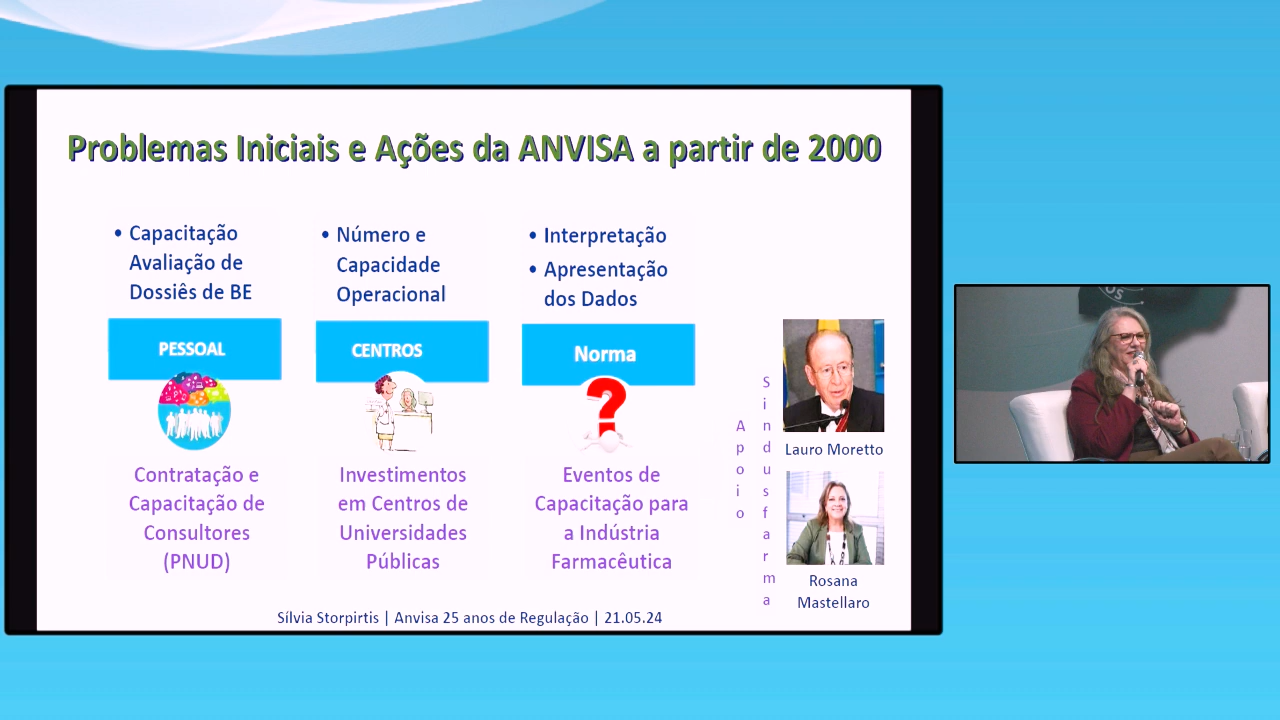 Problemas Iniciais e Ações da ANVISA a partir de 2000
• Capacitação
Avaliação de
Dossiês de BE
PESSOAL
Contratação e
Capacitação de
Consultores
(PNUD)
• Número e
Capacidade
Operacional
CENTROS
Investimentos
em Centros de
Universidades
Públicas
• Interpretação
• Apresentação
dos Dados
Norma
?
Eventos de
Capacitação para
a Indústria
Farmacêutica
Apoio
Sindusfarma
Lauro Moretto
Rosana
Mastellaro
Sílvia Storpirtis | Anvisa 25 anos de Regulação | 21.05.24